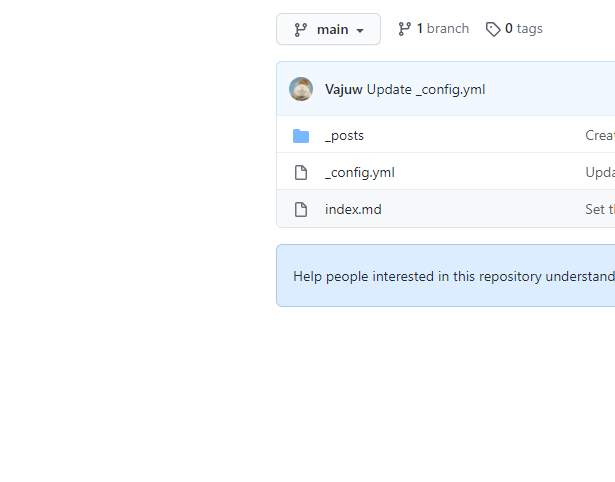 main 1 branch 0 tags
Vajuw Update _config.yml
_posts Crea
_config.yml Upda
index.md Set t
Help people interested in this repository understand